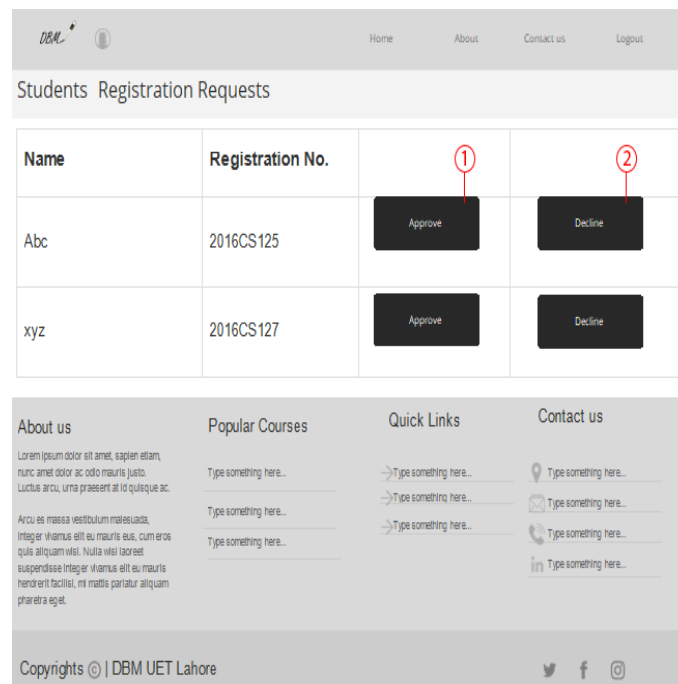 DBM
Home About Contact us Logout
Students Registration Requests
Name Registration No. 1 2
Abc 2016CS125 Approve Decline
xyz 2016CS127 Approve Decline
About us
Lorem ipsum dolor sit amet, sapien etiam,
nunc amet dolor ac odio mauris justo.
Luctus arcu, urna praesent at id quisque ac.
Arcu es massa vestibulum malesuada,
integer vivamus elit eu mauris eus, cum eros
quis aliquam wisi. Nulla wisi laoreet
suspendisse integer vivamus elit eu mauris
hendrerit facilisi, mi mattis pariatur aliquam
pharetra eget.
Popular Courses
Type something here...
Type something here...
Type something here...
Quick Links
Type something here...
Type something here...
Type something here...
Contact us
Type something here...
Type something here...
Type something here...
in Type something here...
Copyrights © | DBM UET Lahore